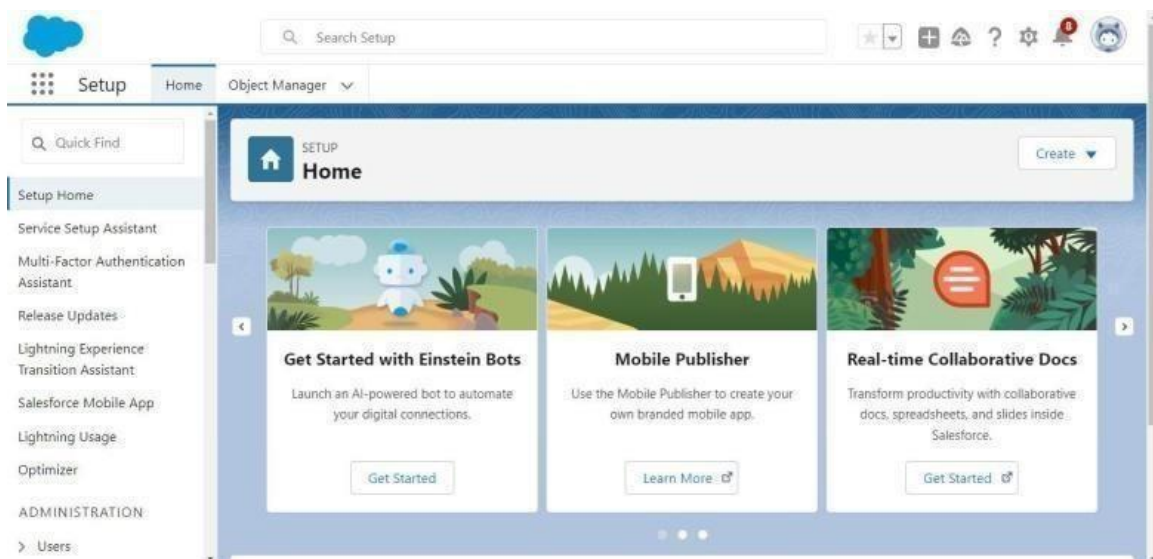 Search Setup
8
Setup
Home
Object Manager
Quick Find
Setup Home
Service Setup Assistant
Multi-Factor Authentication
Assistant
Release Updates
Lightning Experience
Transition Assistant
Salesforce Mobile App
Lightning Usage
Optimizer
ADMINISTRATION
Users
SETUP
Home
Create
Get Started with Einstein Bots
Launch an AI-powered bot to automate
your digital connections.
Get Started
Mobile Publisher
Use the Mobile Publisher to create your
own branded mobile app.
Learn More
Real-time Collaborative Docs
Transform productivity with collaborative
docs, spreadsheets, and slides inside
Salesforce.
Get Started